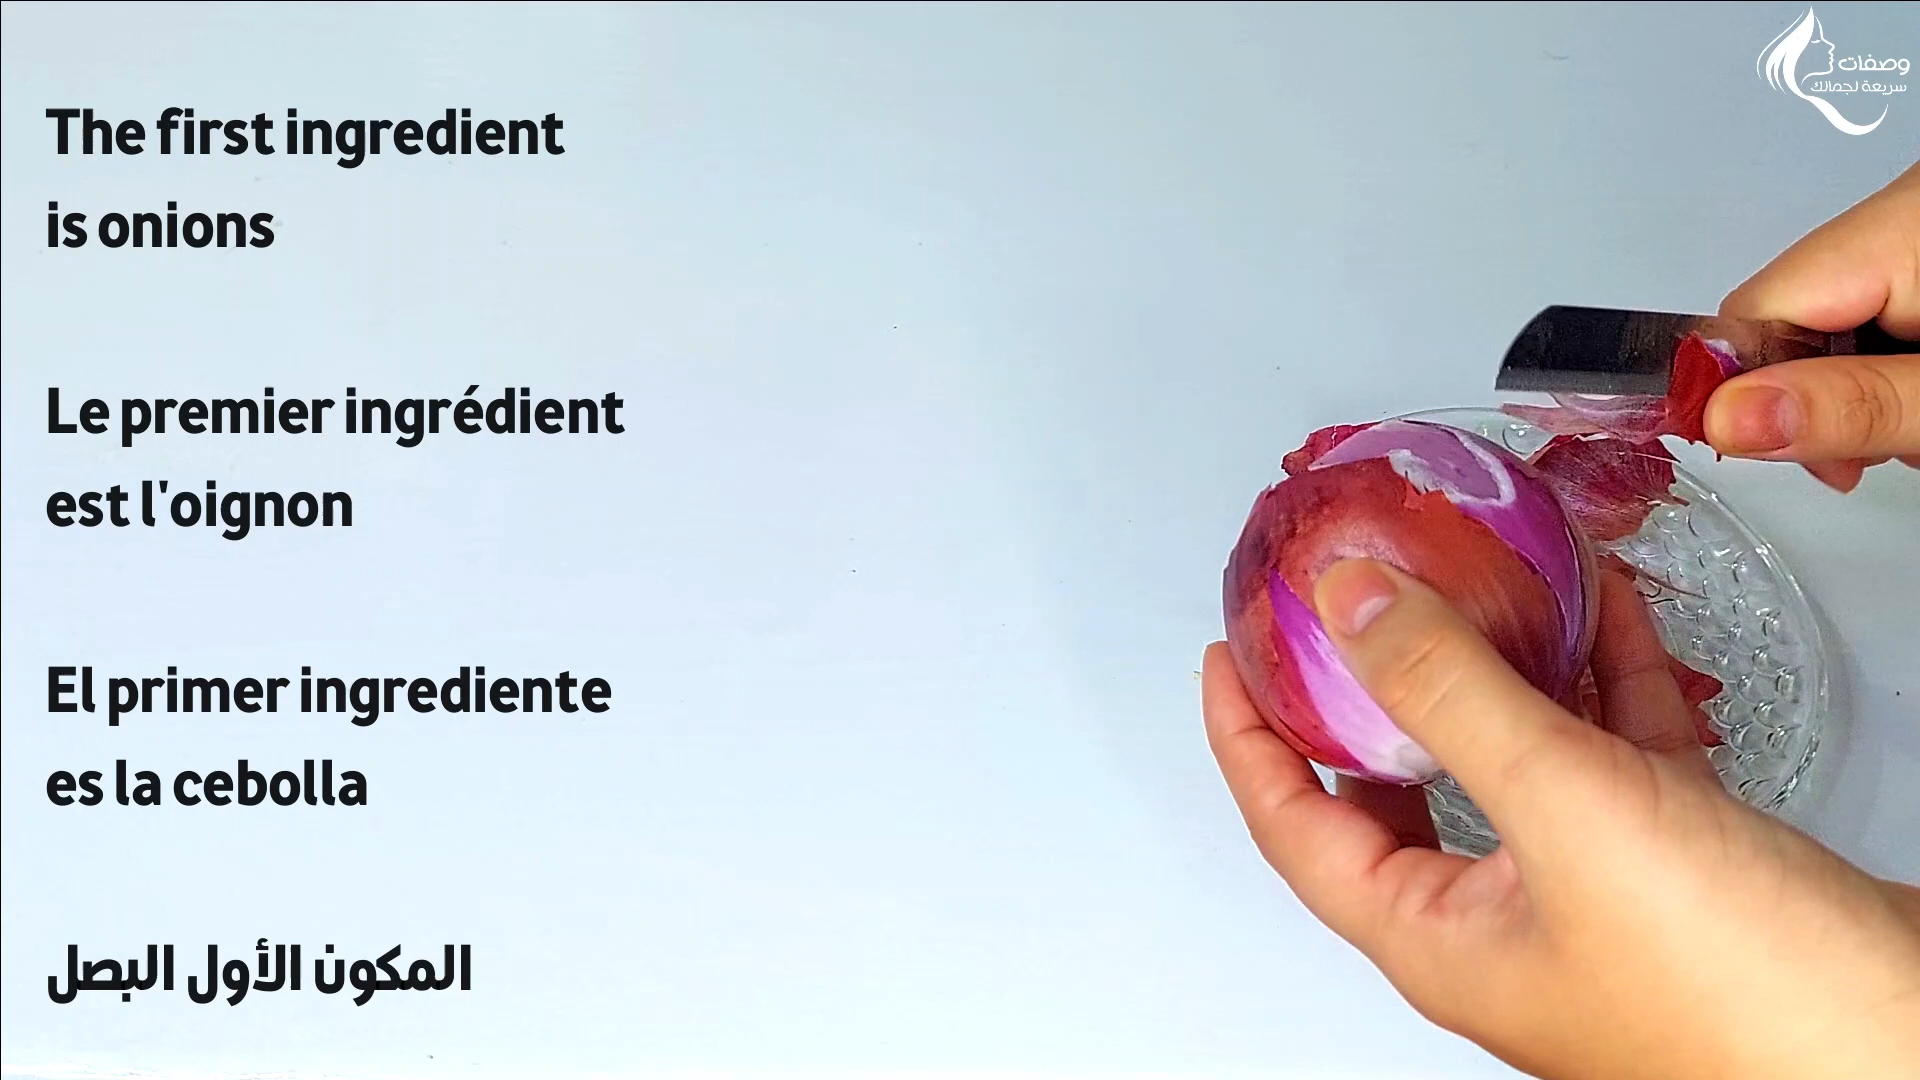 وصفات
سريعة لجمالك
The first ingredient
is onions
Le premier ingrédient
est l'oignon
El primer ingrediente
es la cebolla
المكون الأول البصل